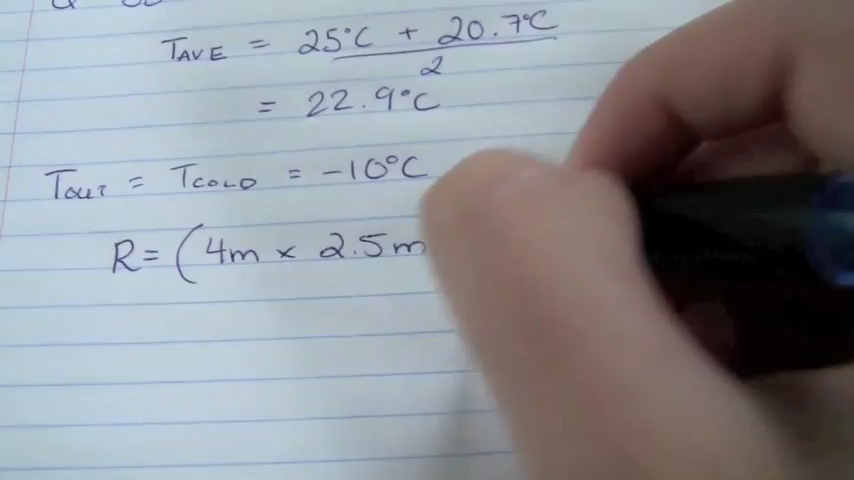 TAVE = 25°C + 20.7°C
2
= 22.9°C
TOUT = TCOLD = -10°C
R = (4m × 2.5m